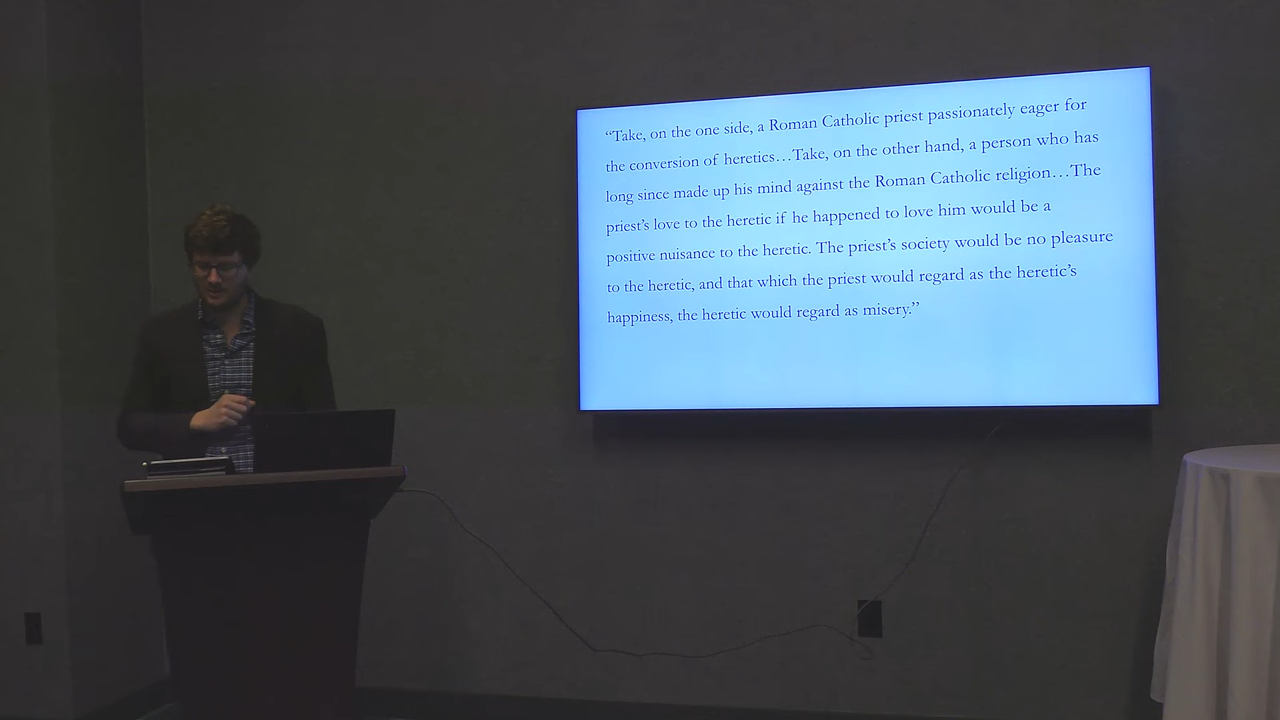 “Take, on the one side, a Roman Catholic priest passionately eager for
the conversion of heretics…Take, on the other hand, a person who has
long since made up his mind against the Roman Catholic religion…The
priest’s love to the heretic if he happened to love him would be a
positive nuisance to the heretic. The priest’s society would be no pleasure
to the heretic, and that which the priest would regard as the heretic’s
happiness, the heretic would regard as misery.”